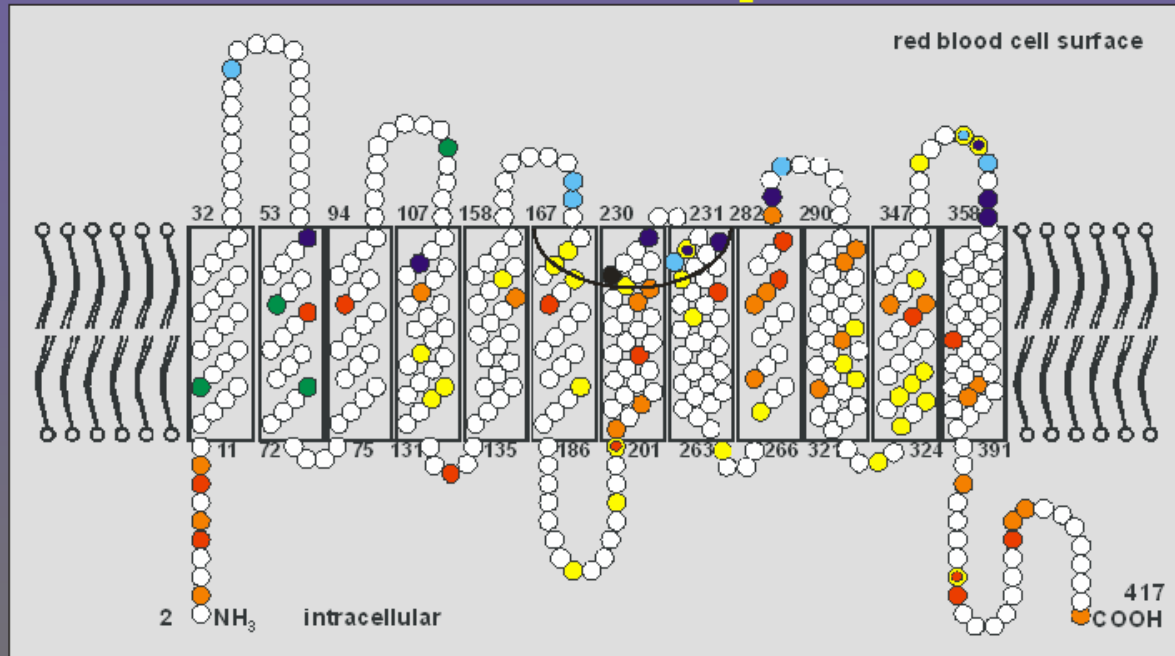 red blood cell surface
32 53 94 107 158 167 230 231 282 290 347 358
11 72 75 131 135 186 201 263 266 327 324 391
2 NH3 intracellular 417
COOH